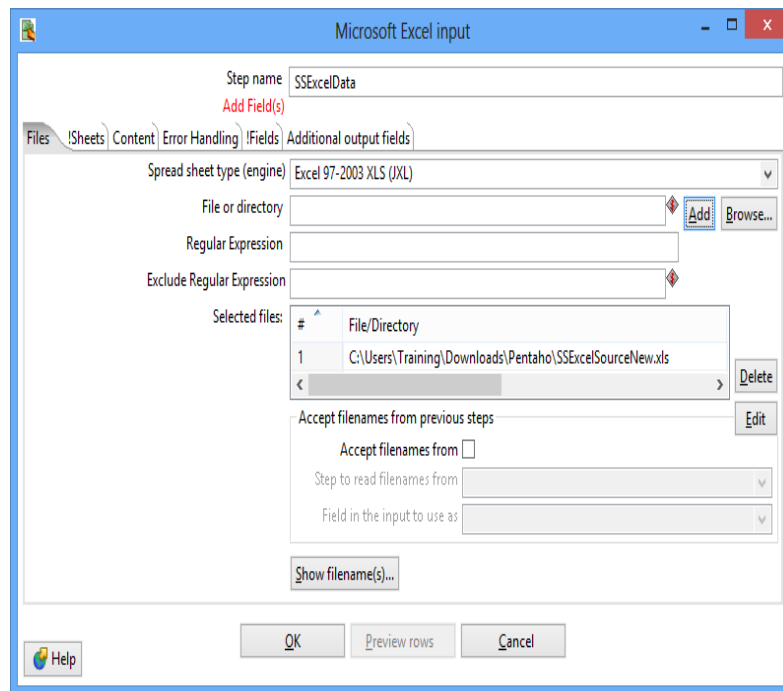 Microsoft Excel input
Step name SSExcelData
Add Field(s)
Files !Sheets Content Error Handling !Fields Additional output fields
Spread sheet type (engine) Excel 97-2003 XLS (JXL)
File or directory Add Browse...
Regular Expression
Exclude Regular Expression
Selected files: # File/Directory
1 C:\Users\Training\Downloads\Pentaho\SSExcelSourceNew.xls
Delete
Accept filenames from previous steps Edit
Accept filenames from
Step to read filenames from
Field in the input to use as
Show filename(s)...
OK Preview rows Cancel
Help